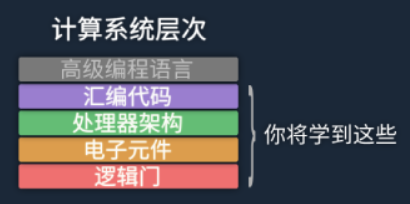 计算系统层次
高级编程语言
汇编代码
处理器架构
电子元件
逻辑门
你将学到这些